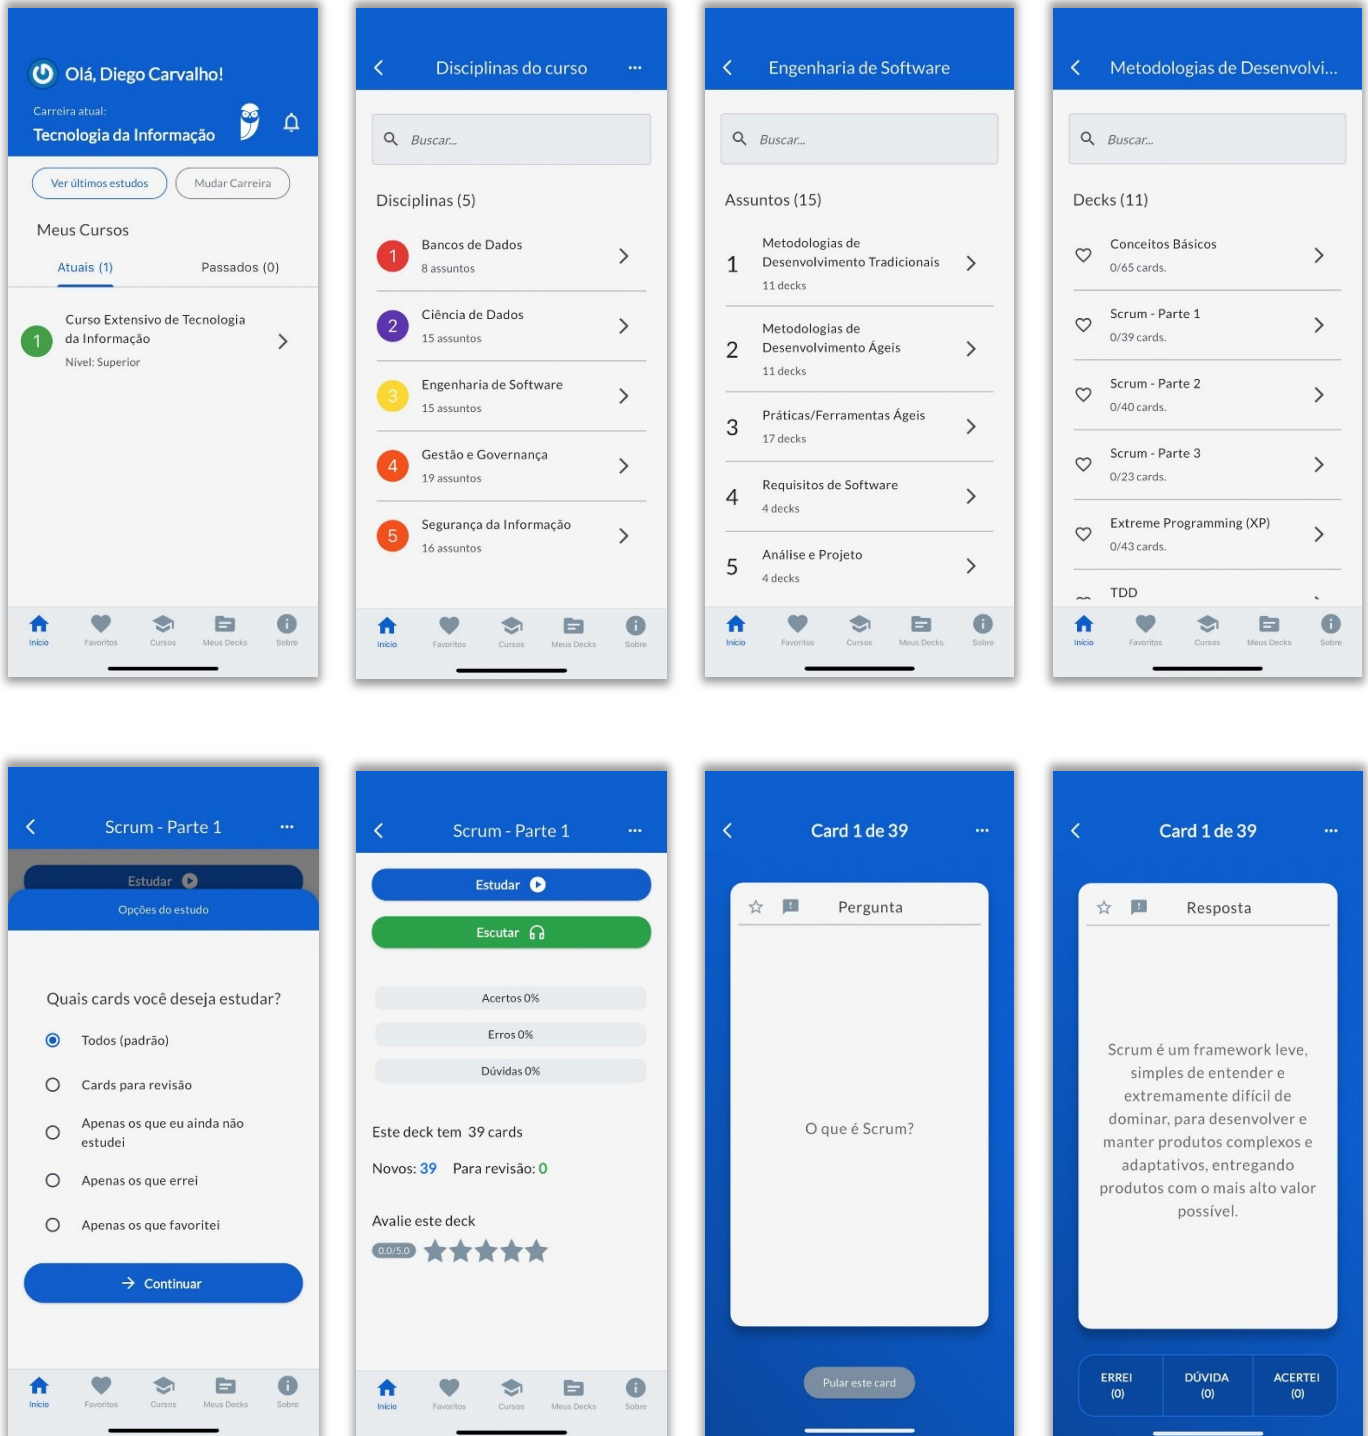 Olá, Diego Carvalho!
Carreira atual:
Tecnologia da Informação
Ver últimos estudos
Mudar Carreira
Meus Cursos
Atuais (1)
Passados (0)
1
Curso Extensivo de Tecnologia
da Informação
Nível: Superior
Início
Favoritos
Cursos
Meus Decks
Sobre
Disciplinas do curso
Buscar...
Disciplinas (5)
1
Bancos de Dados
8 assuntos
2
Ciência de Dados
15 assuntos
3
Engenharia de Software
15 assuntos
4
Gestão e Governança
19 assuntos
5
Segurança da Informação
16 assuntos
Início
Favoritos
Cursos
Meus Decks
Sobre
Engenharia de Software
Buscar...
Assuntos (15)
1
Metodologias de
Desenvolvimento Tradicionais
11 decks
2
Metodologias de
Desenvolvimento Ágeis
11 decks
3
Práticas/Ferramentas Ágeis
17 decks
4
Requisitos de Software
4 decks
5
Análise e Projeto
4 decks
Início
Favoritos
Cursos
Meus Decks
Sobre
Metodologias de Desenvolvi...
Buscar...
Decks (11)
Conceitos Básicos
0/65 cards.
Scrum - Parte 1
0/39 cards.
Scrum - Parte 2
0/40 cards.
Scrum - Parte 3
0/23 cards.
Extreme Programming (XP)
0/43 cards.
TDD
Início
Favoritos
Cursos
Meus Decks
Sobre
Scrum - Parte 1
Estudar
Opções do estudo
Quais cards você deseja estudar?
Todos (padrão)
Cards para revisão
Apenas os que eu ainda não
estudei
Apenas os que errei
Apenas os que favoritei
Continuar
Início
Favoritos
Cursos
Meus Decks
Sobre
Scrum - Parte 1
Estudar
Escutar
Acertos 0%
Erros 0%
Dúvidas 0%
Este deck tem 39 cards
Novos: 39 Para revisão: 0
Avalie este deck
0.0/5.0
Início
Favoritos
Cursos
Meus Decks
Sobre
Card 1 de 39
Pergunta
O que é Scrum?
Pular este card
Card 1 de 39
Resposta
Scrum é um framework leve,
simples de entender e
extremamente difícil de
dominar, para desenvolver e
manter produtos complexos e
adaptativos, entregando
produtos com o mais alto valor
possível.
ERREI
(0)
DÚVIDA
(0)
ACERTEI
(0)